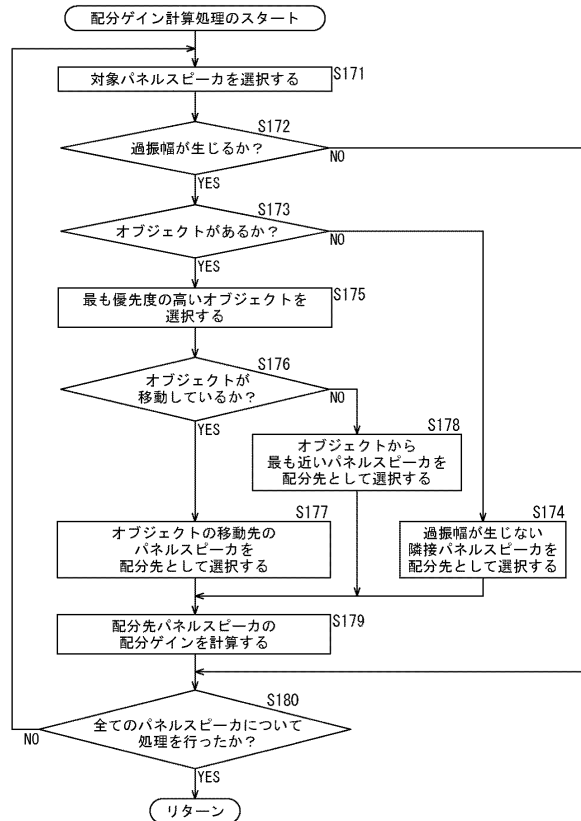 配分ゲイン計算処理のスタート
対象パネルスピーカを選択する
S171
S172
過振幅が生じるか？
NO
YES
S173
オブジェクトがあるか？
NO
YES
最も優先度の高いオブジェクトを
選択する
S175
S176
オブジェクトが
移動しているか？
NO
YES
S178
オブジェクトから
最も近いパネルスピーカを
配分先として選択する
S177
オブジェクトの移動先の
パネルスピーカを
配分先として選択する
S174
過振幅が生じない
隣接パネルスピーカを
配分先として選択する
配分先パネルスピーカの
配分ゲインを計算する
S179
S180
全てのパネルスピーカについて
処理を行ったか？
NO
YES
リターン